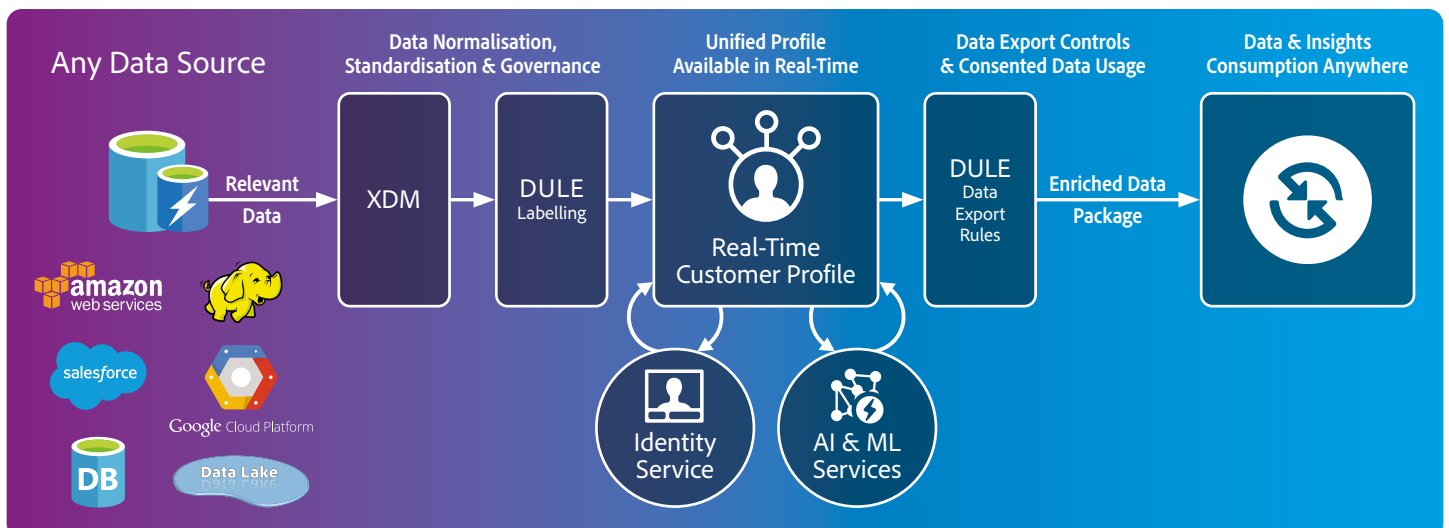 Any Data Source
Data Normalisation,
Standardisation & Governance
Unified Profile
Available in Real-Time
Data Export Controls
& Consented Data Usage
Data & Insights
Consumption Anywhere
Relevant
Data
XDM
DULE
Labelling
Real-Time
Customer Profile
DULE
Data
Export
Rules
Enriched Data
Package
amazon
web services
salesforce
Google Cloud Platform
DB
Data Lake
Identity
Service
AI & ML
Services